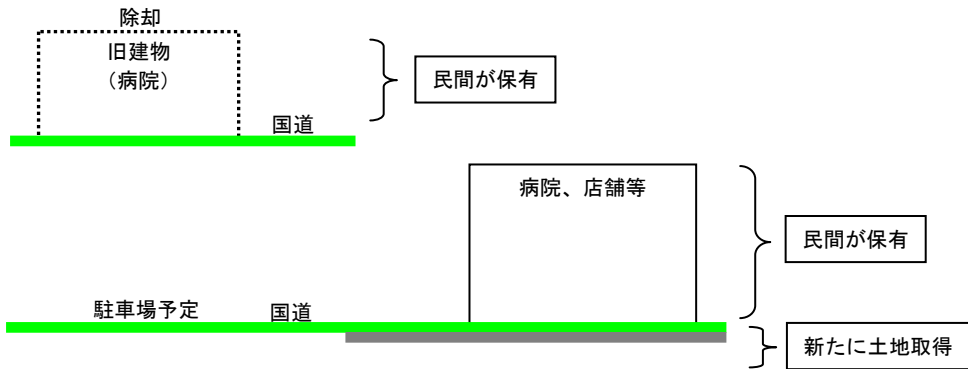 除却
旧建物
（病院）
民間が保有
国道
病院、店舗等
民間が保有
駐車場予定
国道
新たに土地取得